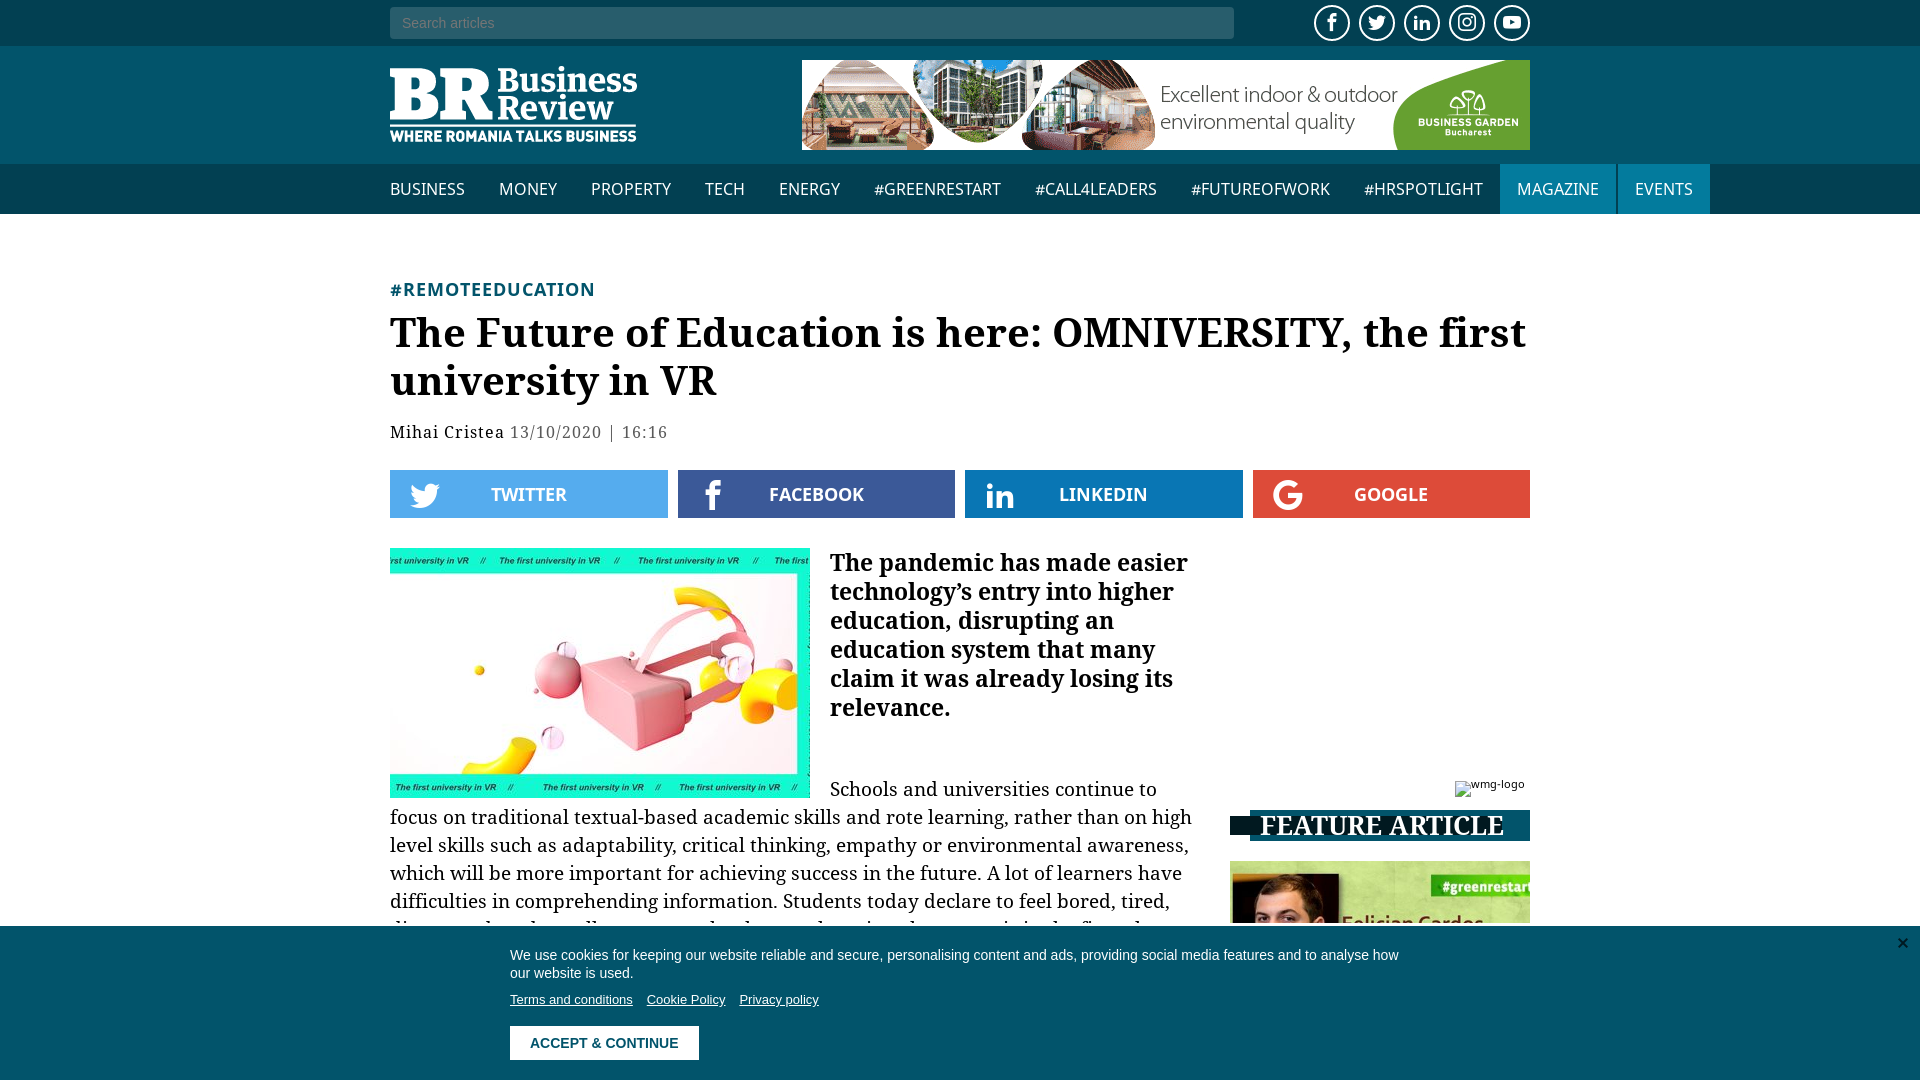 Search articles
BR Business Review
WHERE ROMANIA TALKS BUSINESS
Excellent indoor & outdoor
environmental quality
BUSINESS GARDEN
Bucharest
BUSINESS MONEY PROPERTY TECH ENERGY #GREENRESTART #CALL4LEADERS #FUTUREOFWORK #HRSPOTLIGHT MAGAZINE EVENTS
#REMOTEEDUCATION
The Future of Education is here: OMNIVERSITY, the first
university in VR
Mihai Cristea 13/10/2020 | 16:16
TWITTER FACEBOOK LINKEDIN GOOGLE
rst university in VR // The first university in VR // The first university in VR // The first
The first university in VR // The first university in VR // The first university in VR //
The pandemic has made easier
technology’s entry into higher
education, disrupting an
education system that many
claim it was already losing its
relevance.
Schools and universities continue to
focus on traditional textual-based academic skills and rote learning, rather than on high
level skills such as adaptability, critical thinking, empathy or environmental awareness,
which will be more important for achieving success in the future. A lot of learners have
difficulties in comprehending information. Students today declare to feel bored, tired,
wmg-logo
FEATURE ARTICLE
#greenrestart
Felician Cardos
We use cookies for keeping our website reliable and secure, personalising content and ads, providing social media features and to analyse how
our website is used.
Terms and conditions Cookie Policy Privacy policy
ACCEPT & CONTINUE